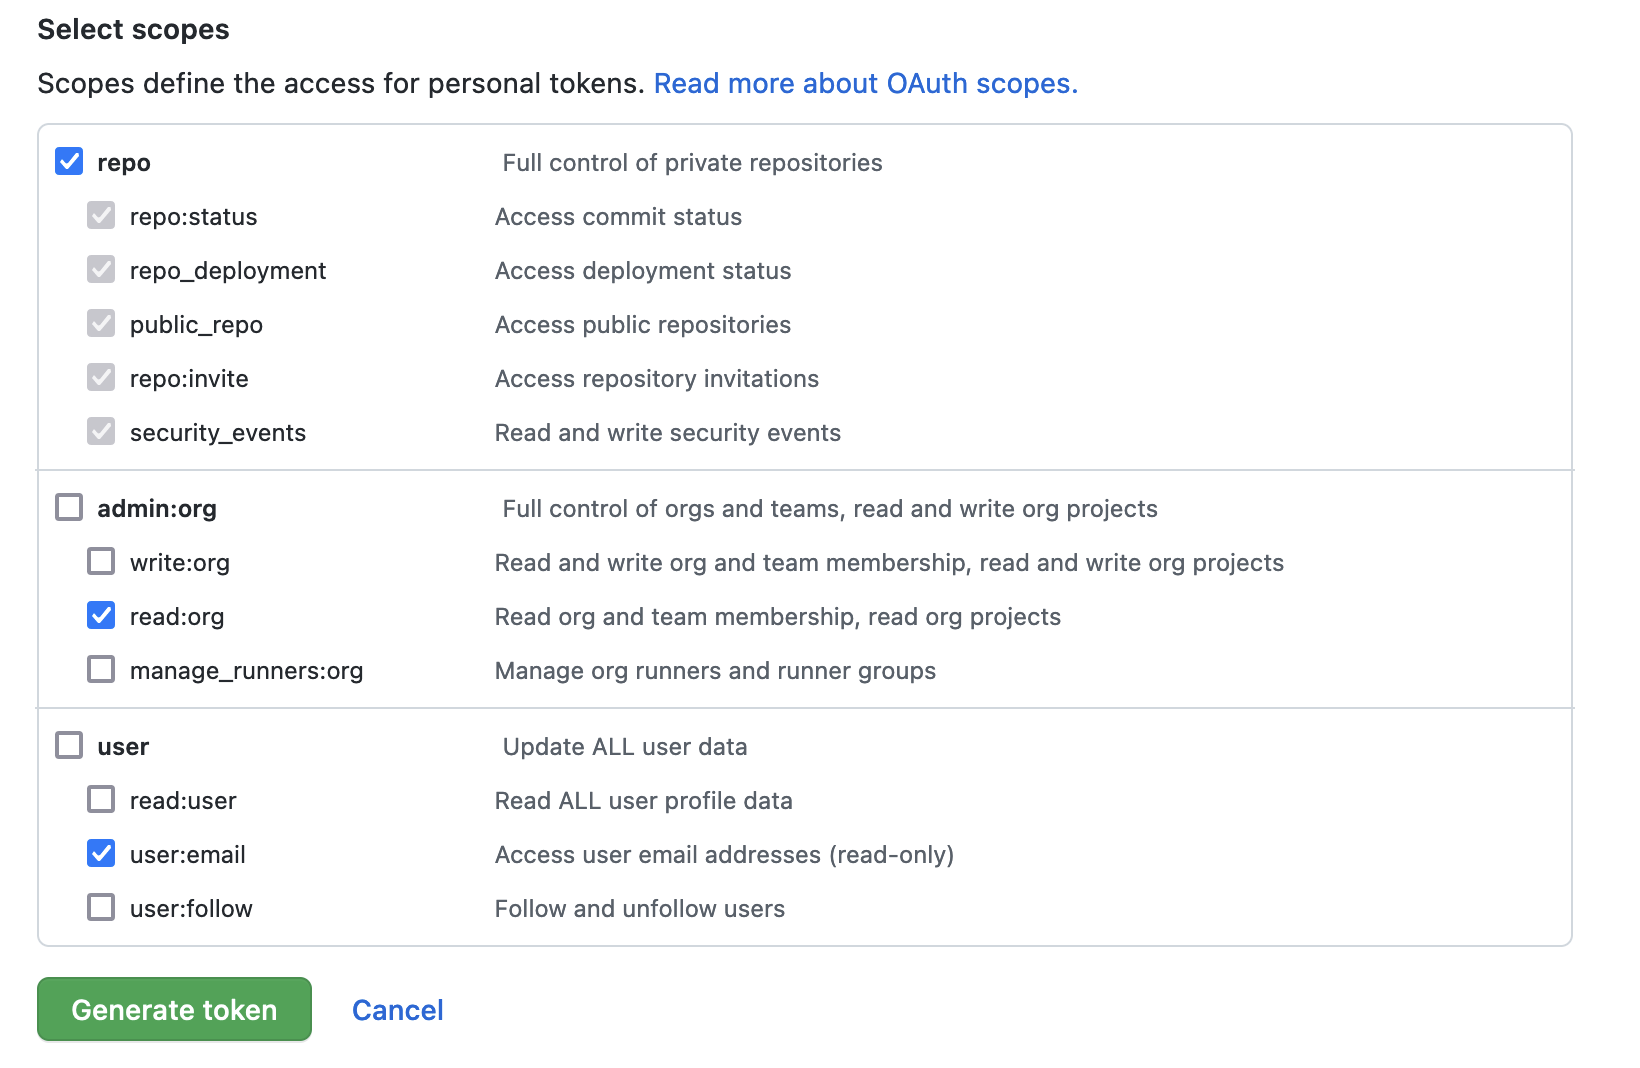 Select scopes
Scopes define the access for personal tokens. Read more about OAuth scopes.
repo Full control of private repositories
repo:status Access commit status
repo_deployment Access deployment status
public_repo Access public repositories
repo:invite Access repository invitations
security_events Read and write security events
admin:org Full control of orgs and teams, read and write org projects
write:org Read and write org and team membership, read and write org projects
read:org Read org and team membership, read org projects
manage_runners:org Manage org runners and runner groups
user Update ALL user data
read:user Read ALL user profile data
user:email Access user email addresses (read-only)
user:follow Follow and unfollow users
Generate token Cancel